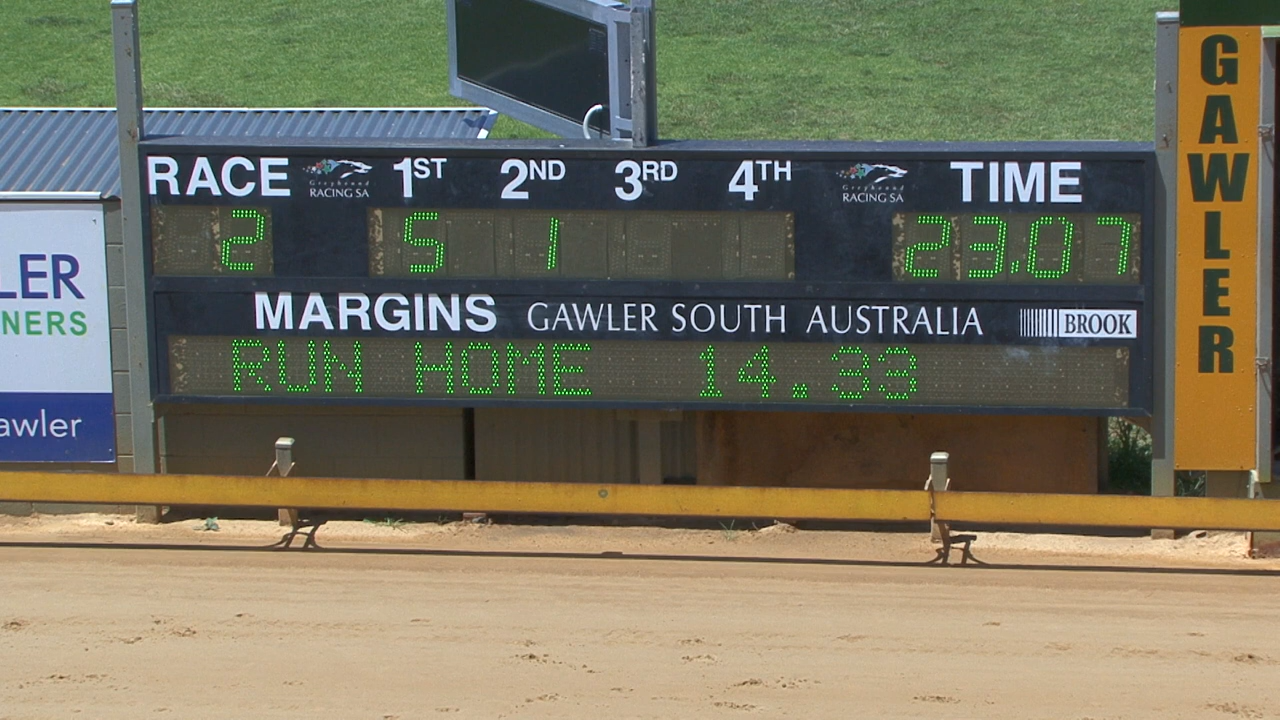 RACE 1ST 2ND 3RD 4TH TIME
Greyhound RACING SA
Greyhound RACING SA
2 5 1 23.07
MARGINS GAWLER SOUTH AUSTRALIA BROOK
RUN HOME 14.33
GAWLER
LER
NERS
awler